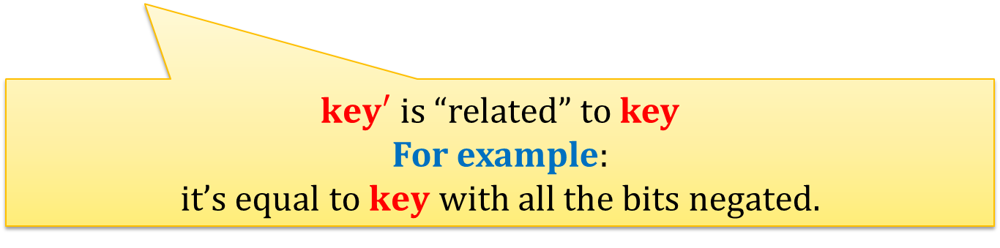 key′ is “related” to key
For example:
it’s equal to key with all the bits negated.